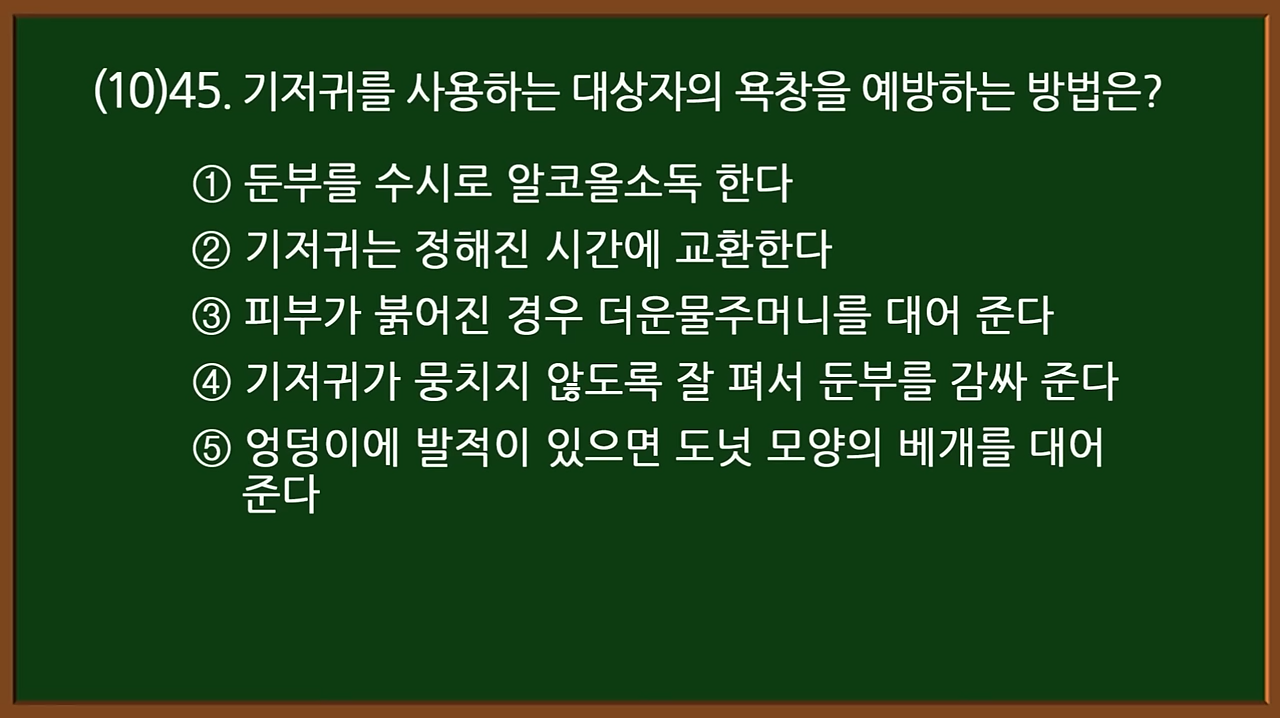 (10)45. 기저귀를 사용하는 대상자의 욕창을 예방하는 방법은?
① 둔부를 수시로 알코올소독 한다
② 기저귀는 정해진 시간에 교환한다
③ 피부가 붉어진 경우 더운물주머니를 대어 준다
④ 기저귀가 뭉치지 않도록 잘 펴서 둔부를 감싸 준다
⑤ 엉덩이에 발적이 있으면 도넛 모양의 베개를 대어
준다